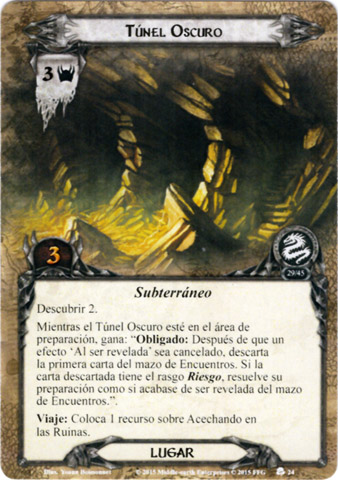 Túnel Oscuro
3
3
29/45
Subterráneo
Descubrir 2.
Mientras el Túnel Oscuro esté en el área de
preparación, gana: “Obligado: Después de que un
efecto ‘Al ser revelada’ sea cancelado, descarta
la primera carta del mazo de Encuentros. Si la
carta descartada tiene el rasgo Riesgo, resuelve su
preparación como si acabase de ser revelada del mazo
de Encuentros.”.
Viaje: Coloca 1 recurso sobre Acechando en
las Ruinas.
LUGAR
Ilus. © 2015 Middle-earth Enterprises © 2015 FFG 24